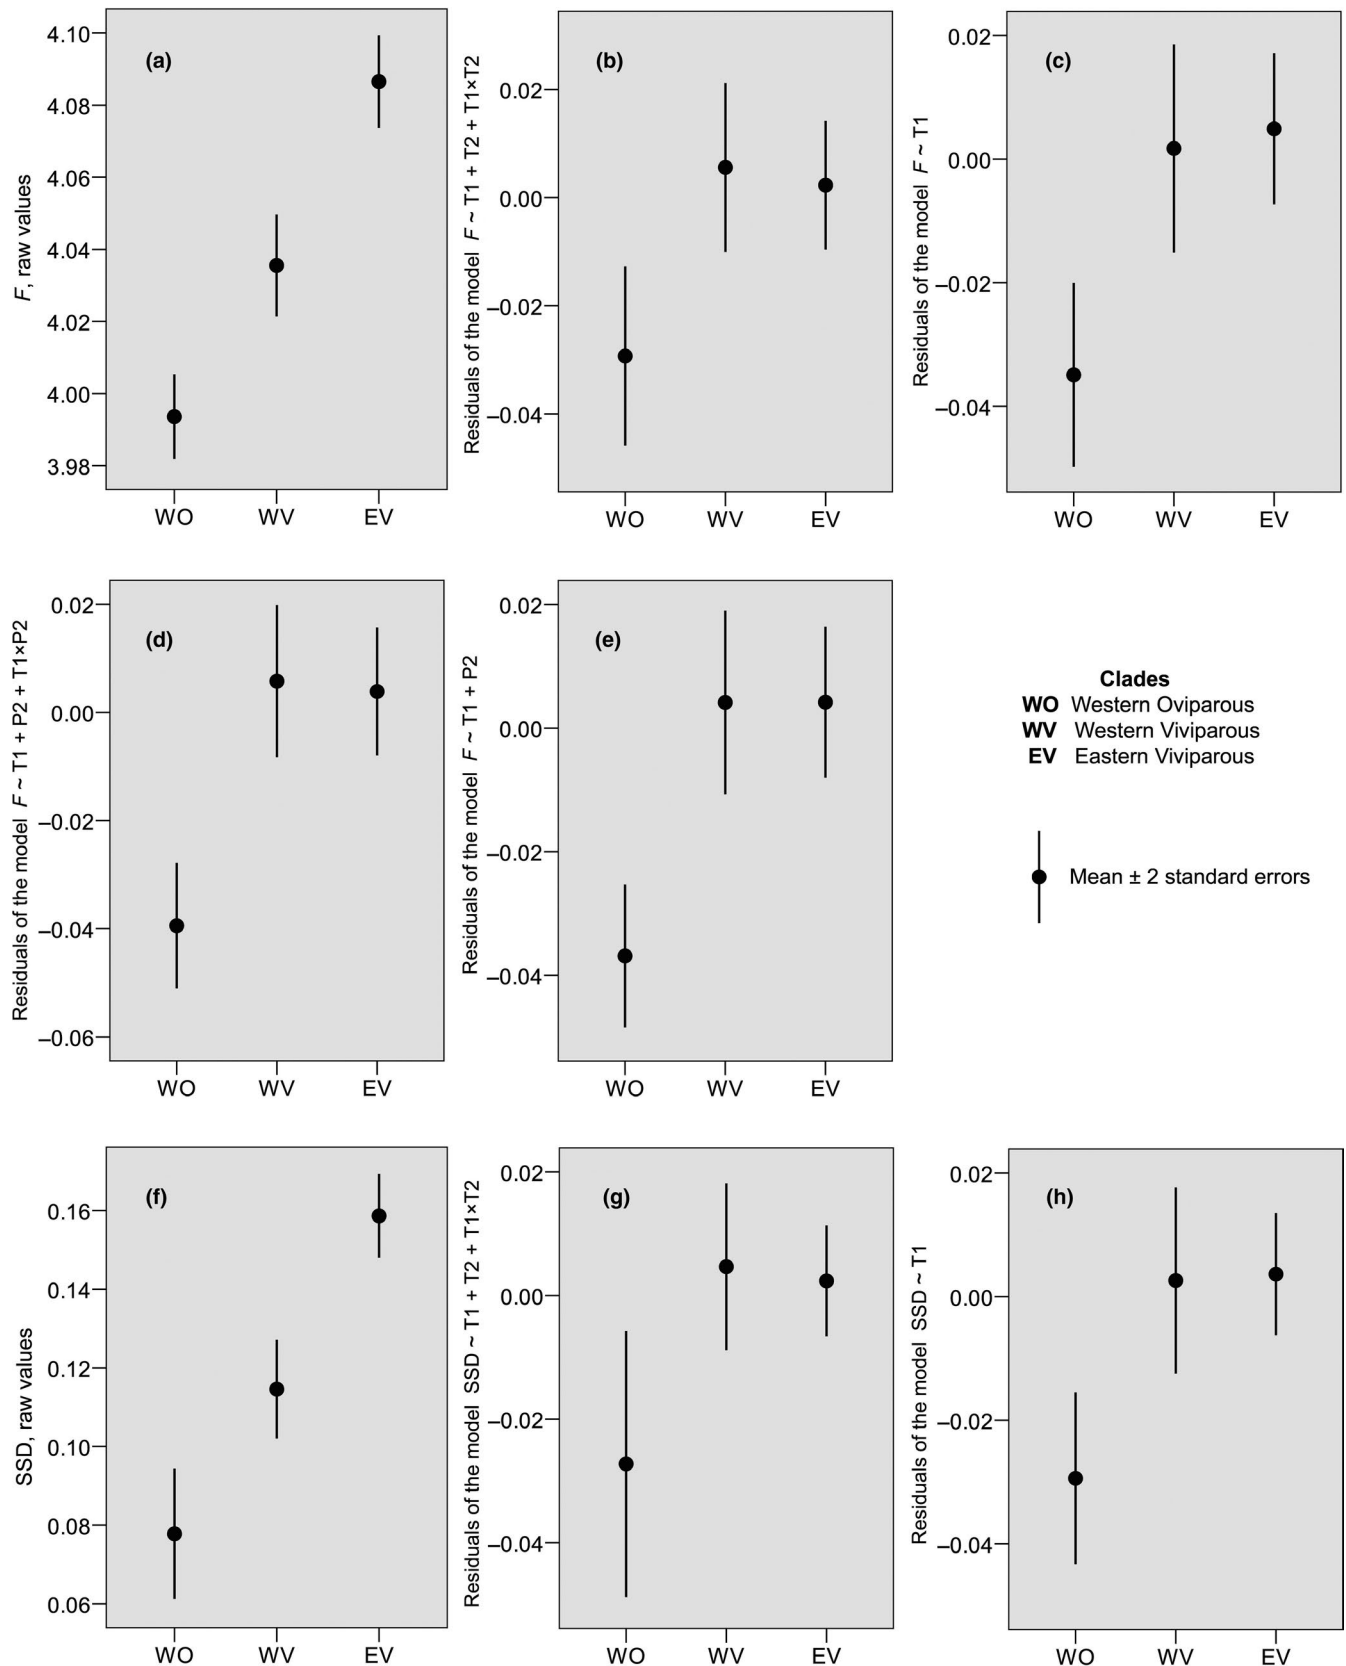 (a)
F, raw values
4.10
4.08
4.06
4.04
4.02
4.00
3.98
WO WV EV
(b)
Residuals of the model F ~ T1 + T2 + T1×T2
0.02
0.00
–0.02
–0.04
WO WV EV
(c)
Residuals of the model F ~ T1
0.02
0.00
–0.02
–0.04
WO WV EV
(d)
Residuals of the model F ~ T1 + P2 + T1×P2
0.02
0.00
–0.02
–0.04
–0.06
WO WV EV
(e)
Residuals of the model F ~ T1 + P2
0.02
0.00
–0.02
–0.04
WO WV EV
Clades
WO Western Oviparous
WV Western Viviparous
EV Eastern Viviparous
Mean ± 2 standard errors
(f)
SSD, raw values
0.16
0.14
0.12
0.10
0.08
0.06
WO WV EV
(g)
Residuals of the model SSD ~ T1 + T2 + T1×T2
0.02
0.00
–0.02
–0.04
WO WV EV
(h)
Residuals of the model SSD ~ T1
0.02
0.00
–0.02
–0.04
WO WV EV